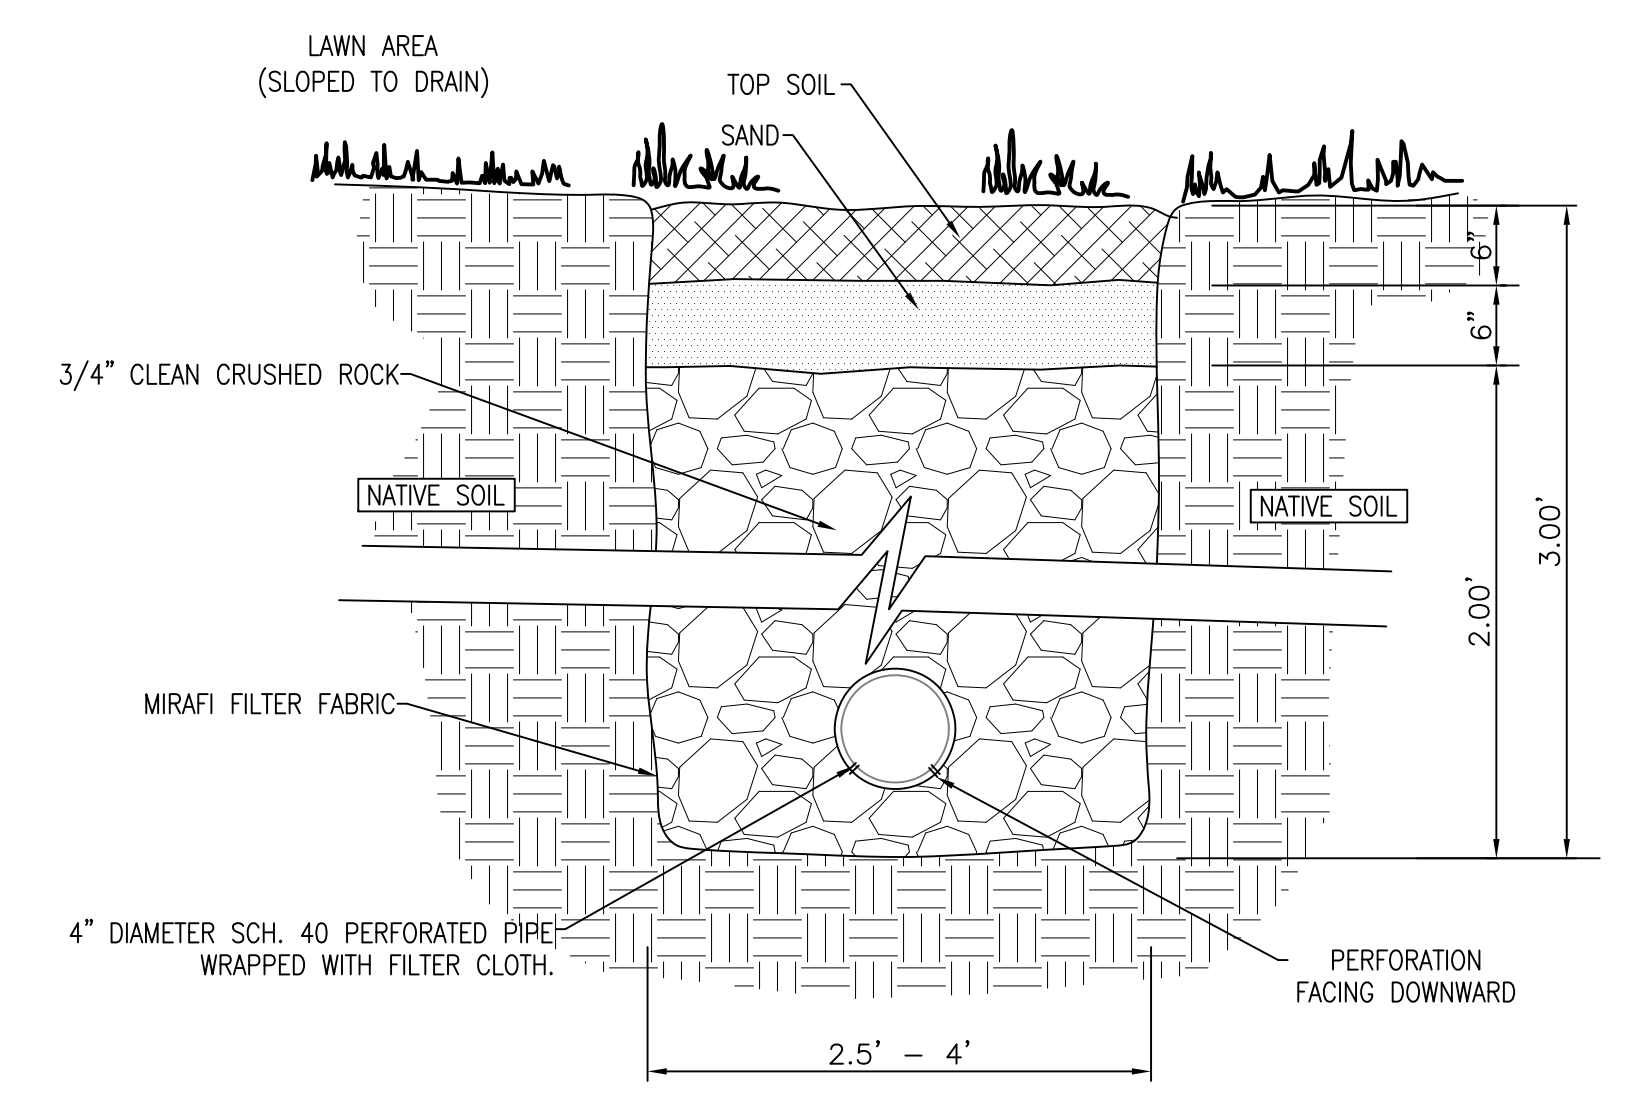 LAWN AREA
(SLOPED TO DRAIN)
TOP SOIL
SAND
6"
6"
3/4" CLEAN CRUSHED ROCK
NATIVE SOIL
NATIVE SOIL
3.00'
2.00'
MIRAFI FILTER FABRIC
4" DIAMETER SCH. 40 PERFORATED PIPE
WRAPPED WITH FILTER CLOTH.
PERFORATION
FACING DOWNWARD
2.5' - 4'